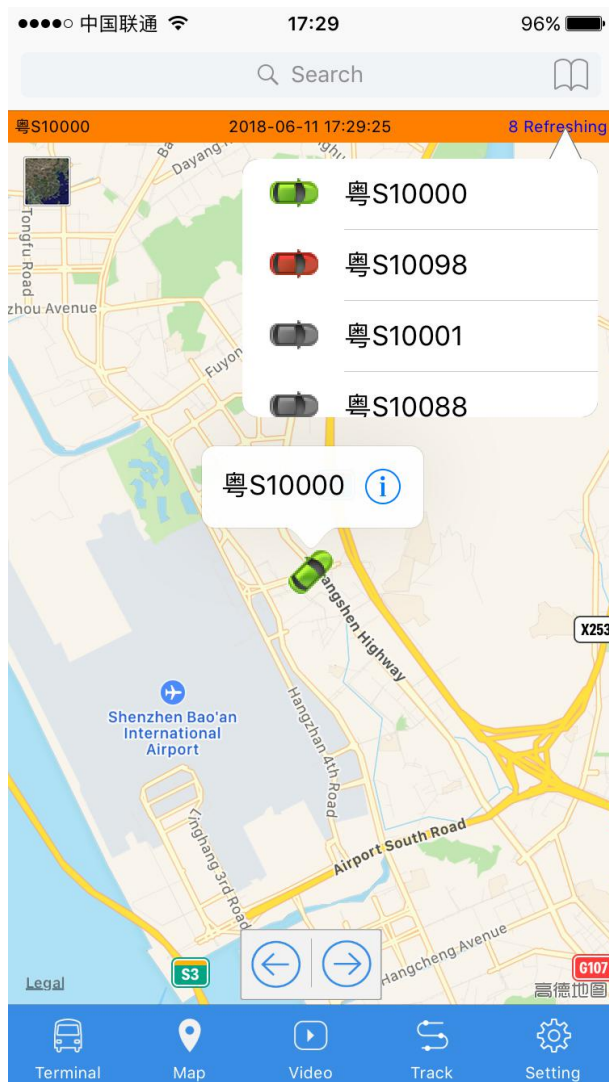 中国联通 17:29 96%
Search
粤S10000 2018-06-11 17:29:25 8 Refreshing
粤S10000
粤S10098
粤S10001
粤S10088
Tongfu Road
zhou Avenue
粤S10000
angshen Highway
X253
Shenzhen Bao'an
International
Airport
Hangzhan 4th Road
Airport South Road
3rd Road
Hangcheng Avenue
S3
G107
Legal
高德地图
Terminal Map Video Track Setting